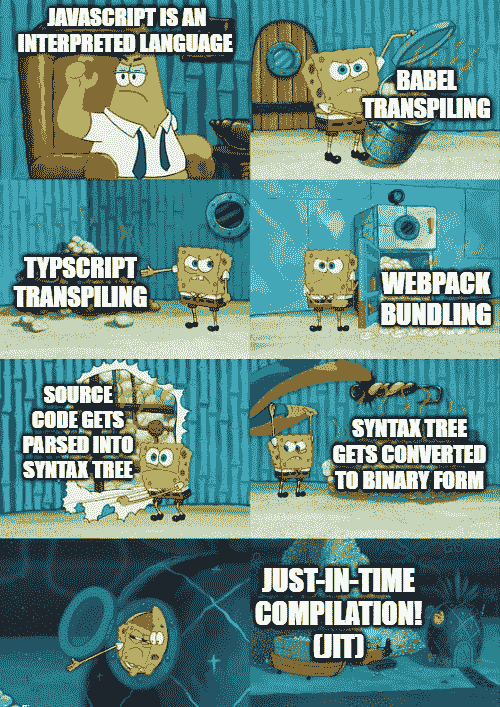 JAVASCRIPT IS AN
INTERPRETED LANGUAGE
BABEL
TRANSPILING
TYPSCRIPT
TRANSPILING
WEBPACK
BUNDLING
SOURCE
CODE GETS
PARSED INTO
SYNTAX TREE
SYNTAX TREE
GETS CONVERTED
TO BINARY FORM
JUST-IN-TIME
COMPILATION!
(JIT)